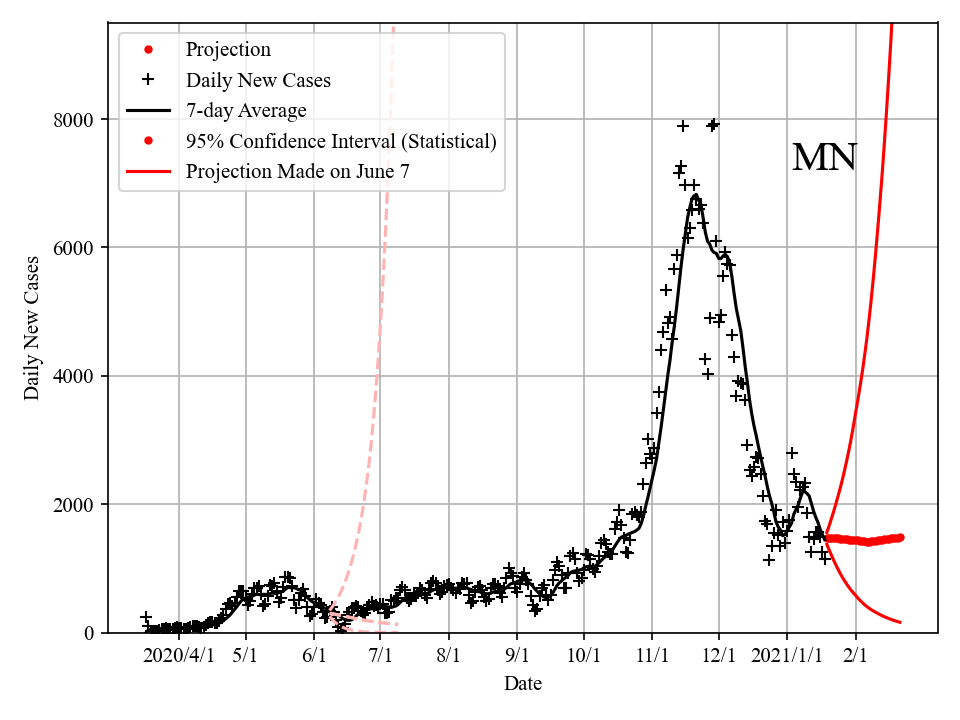 Projection
Daily New Cases
7-day Average
95% Confidence Interval (Statistical)
Projection Made on June 7
MN
8000
6000
4000
2000
0
Daily New Cases
2020/4/1 5/1 6/1 7/1 8/1 9/1 10/1 11/1 12/1 2021/1/1 2/1
Date